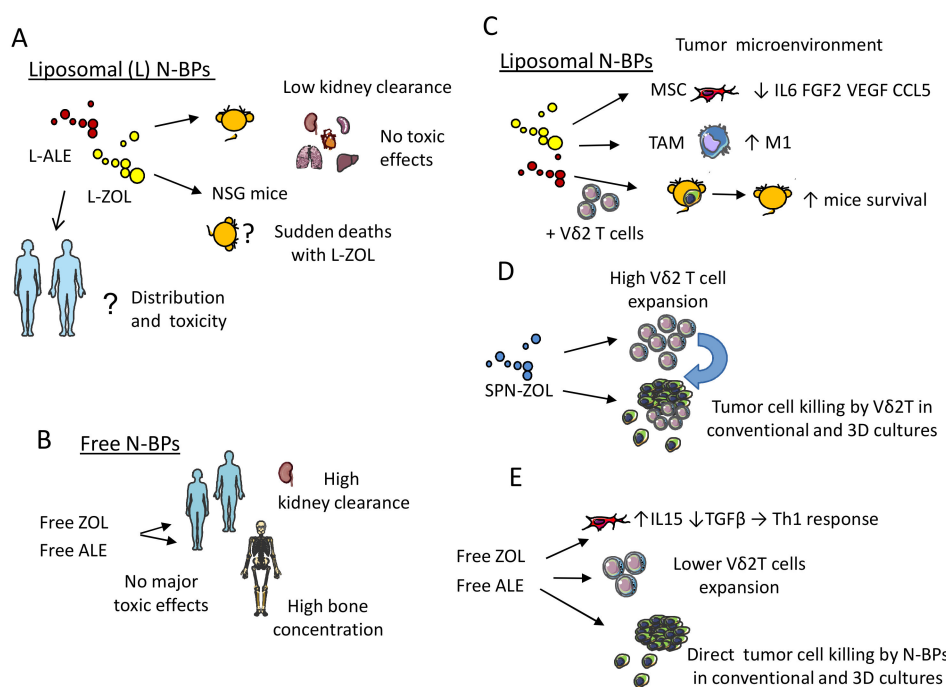 A
Liposomal (L) N-BPs
L-ALE
L-ZOL
Low kidney clearance
No toxic
effects
NSG mice
?
Sudden deaths
with L-ZOL
?
Distribution
and toxicity
B
Free N-BPs
High
kidney clearance
Free ZOL
Free ALE
No major
toxic effects
High bone
concentration
C
Tumor microenvironment
Liposomal N-BPs
MSC ↓ IL6 FGF2 VEGF CCL5
TAM ↑ M1
+ Vδ2 T cells
↑ mice survival
D
High Vδ2 T cell
expansion
SPN-ZOL
Tumor cell killing by Vδ2T in
conventional and 3D cultures
E
↑IL15 ↓TGFβ → Th1 response
Free ZOL
Free ALE
Lower Vδ2T cells
expansion
Direct tumor cell killing by N-BPs
in conventional and 3D cultures